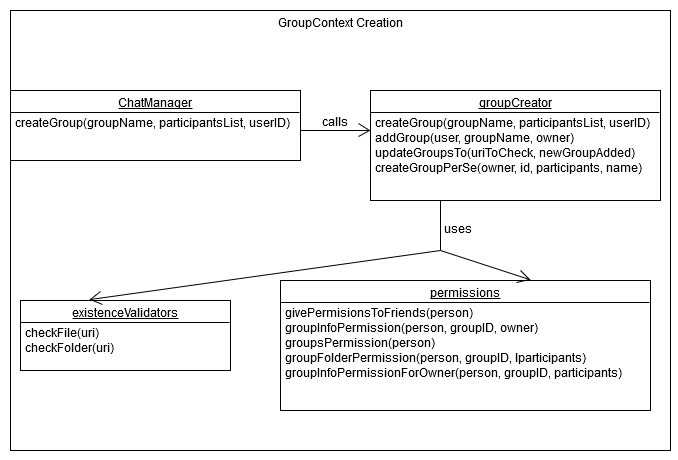 GroupContext Creation
ChatManager
createGroup(groupName, participantsList, userID)
calls
groupCreator
createGroup(groupName, participantsList, userID)
addGroup(user, groupName, owner)
updateGroupsTo(uriToCheck, newGroupAdded)
createGroupPerSe(owner, id, participants, name)
uses
existenceValidators
checkFile(uri)
checkFolder(uri)
permissions
givePermisionsToFriends(person)
groupInfoPermission(person, groupID, owner)
groupsPermission(person)
groupFolderPermission(person, groupID, lparticipants)
groupInfoPermissionForOwner(person, groupID, participants)